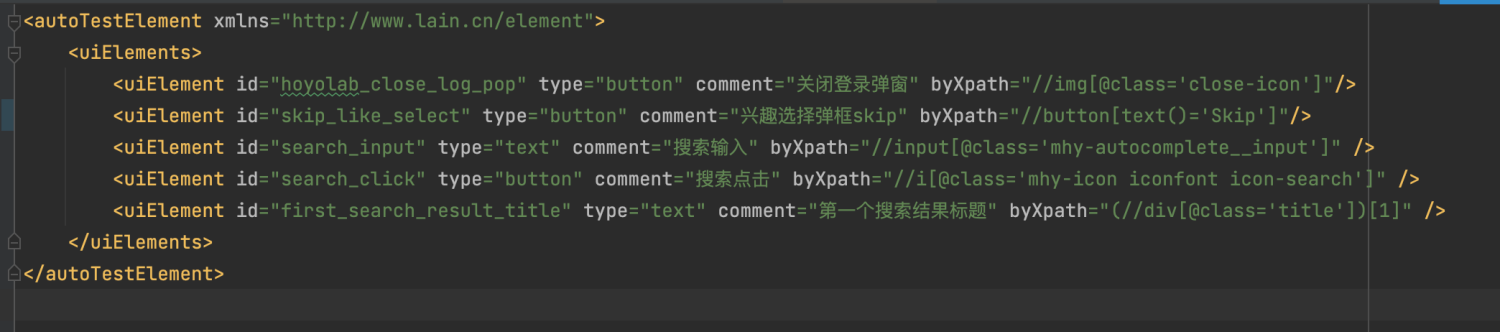 <autoTestElement xmlns="http://www.lain.cn/element">
<uiElements>
<uiElement id="hoyolab_close_log_pop" type="button" comment="关闭登录弹窗" byXpath="//img[@class='close-icon']"/>
<uiElement id="skip_like_select" type="button" comment="兴趣选择弹框skip" byXpath="//button[text()='Skip']"/>
<uiElement id="search_input" type="text" comment="搜索输入" byXpath="//input[@class='mhy-autocomplete__input']" />
<uiElement id="search_click" type="button" comment="搜索点击" byXpath="//i[@class='mhy-icon iconfont icon-search']" />
<uiElement id="first_search_result_title" type="text" comment="第一个搜索结果标题" byXpath="(//div[@class='title'])[1]" />
</uiElements>
</autoTestElement>